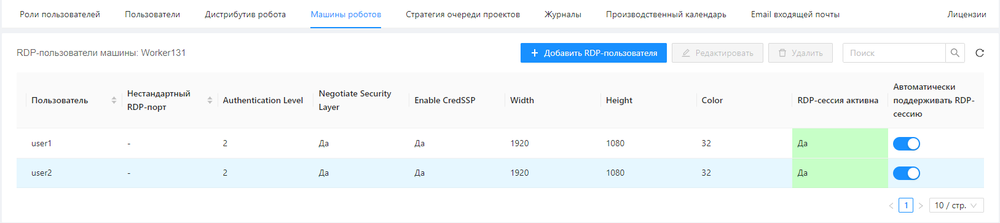 Роли пользователей Пользователи Дистрибутив робота Машины роботов Стратегия очереди проектов Журналы Производственный календарь Email входящей почты Лицензии
RDP-пользователи машины: Worker131 Добавить RDP-пользователя Редактировать Удалить Поиск
Пользователь Нестандартный RDP-порт Authentication Level Negotiate Security Layer Enable CredSSP Width Height Color RDP-сессия активна Автоматически поддерживать RDP-сессию
user1 - 2 Да Да 1920 1080 32 Да
user2 - 2 Да Да 1920 1080 32 Да
1 10 / стр.